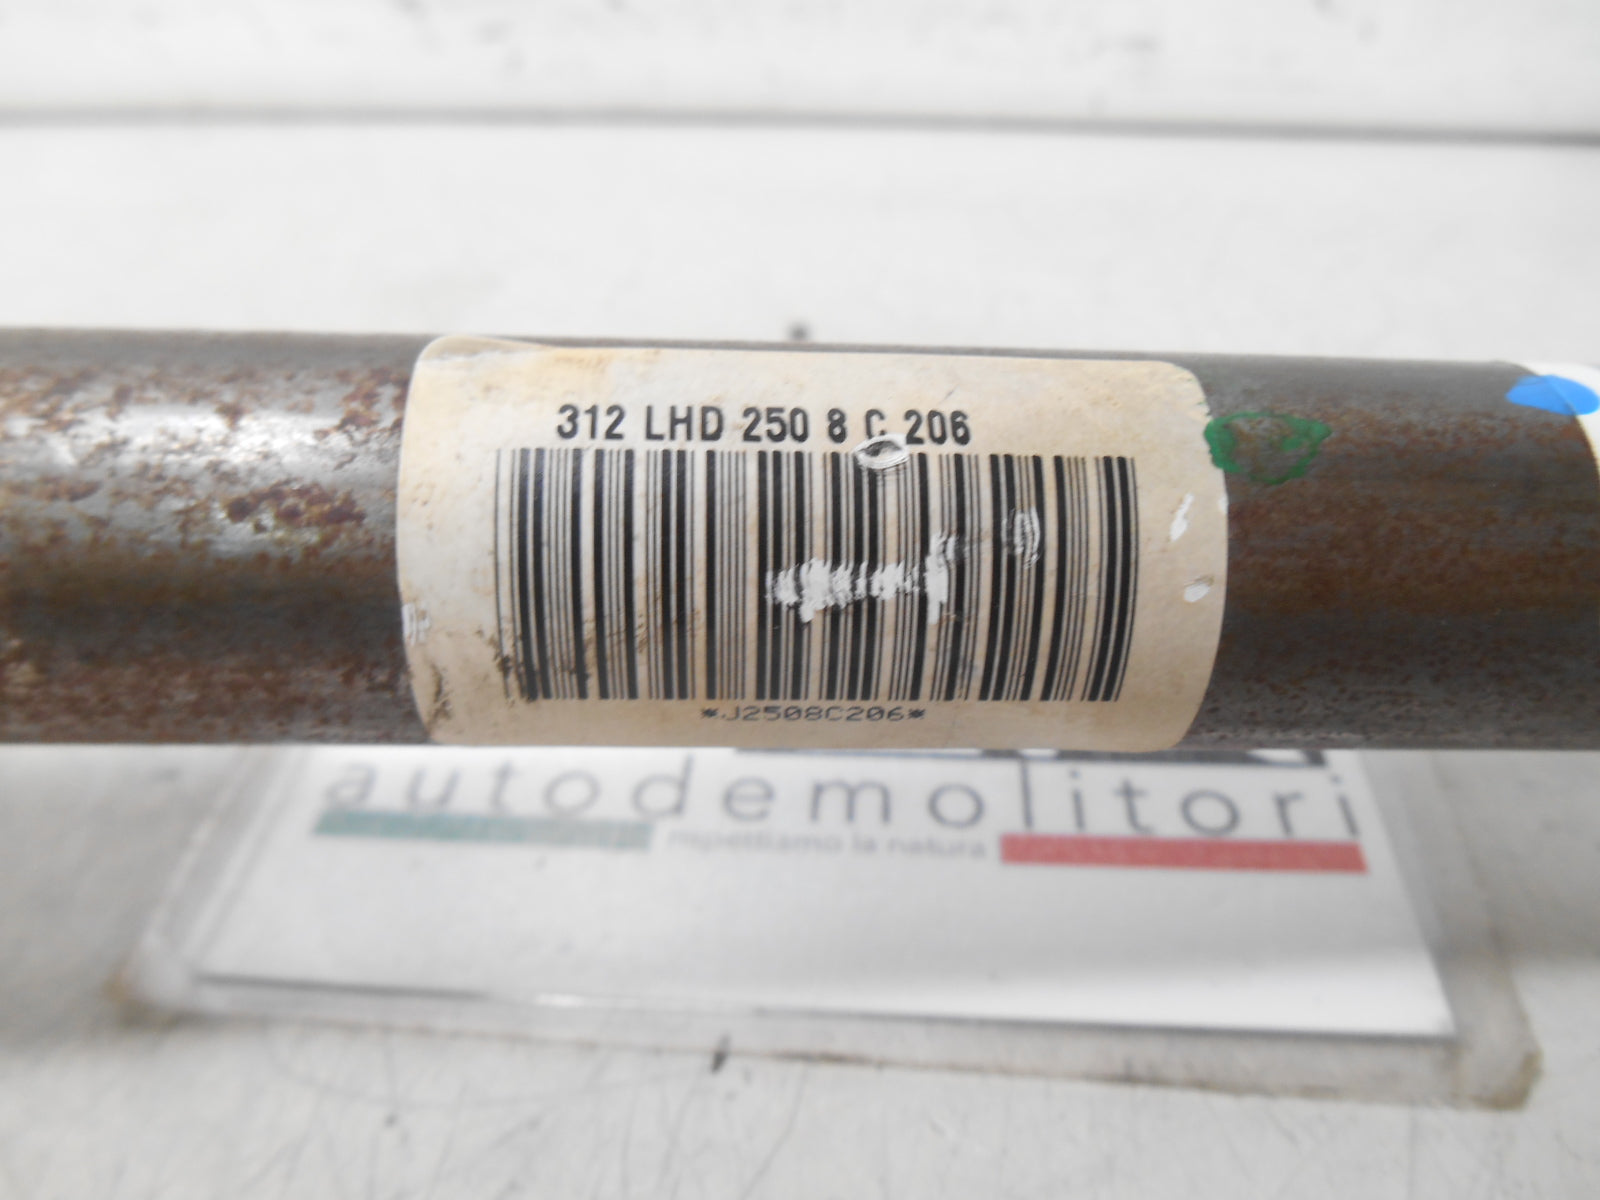 312 LHD 250 8 C 206
*J2508C206*
autodemolitori
rispettiamo la natura